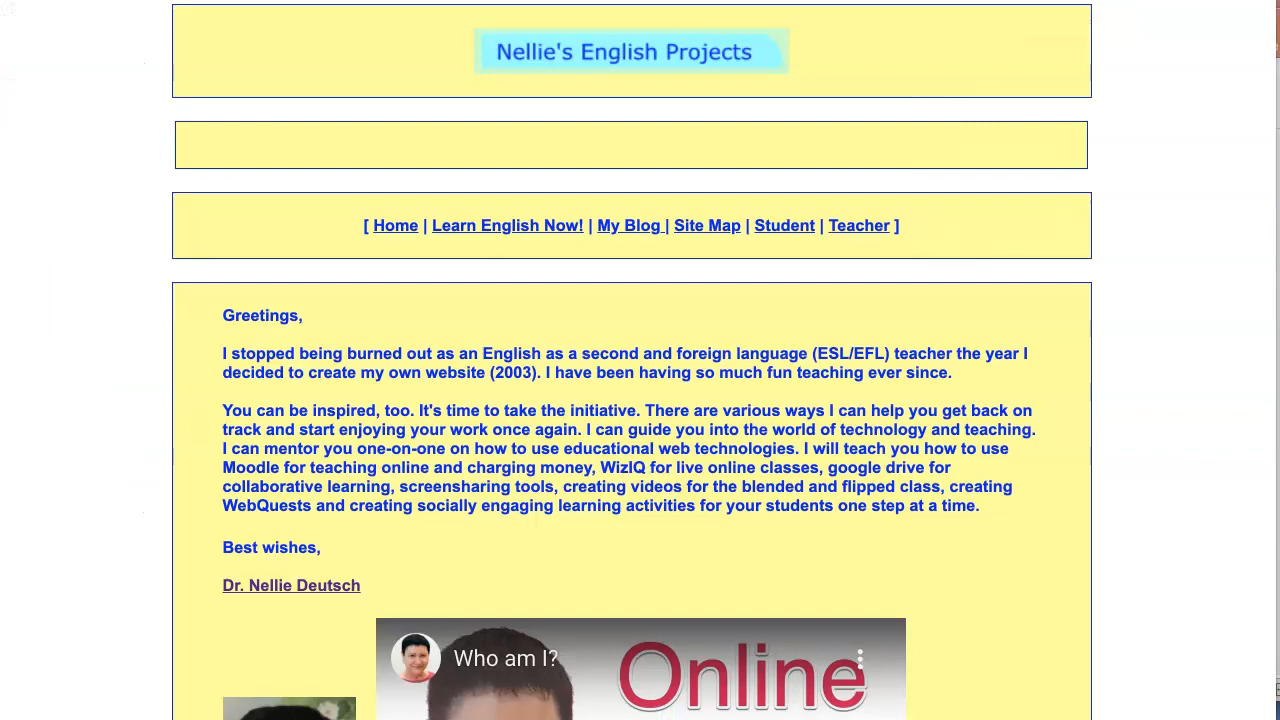 Nellie's English Projects
[ Home | Learn English Now! | My Blog | Site Map | Student | Teacher ]
Greetings,
I stopped being burned out as an English as a second and foreign language (ESL/EFL) teacher the year I
decided to create my own website (2003). I have been having so much fun teaching ever since.
You can be inspired, too. It's time to take the initiative. There are various ways I can help you get back on
track and start enjoying your work once again. I can guide you into the world of technology and teaching.
I can mentor you one-on-one on how to use educational web technologies. I will teach you how to use
Moodle for teaching online and charging money, WizIQ for live online classes, google drive for
collaborative learning, screensharing tools, creating videos for the blended and flipped class, creating
WebQuests and creating socially engaging learning activities for your students one step at a time.
Best wishes,
Dr. Nellie Deutsch
Who am I?
Online